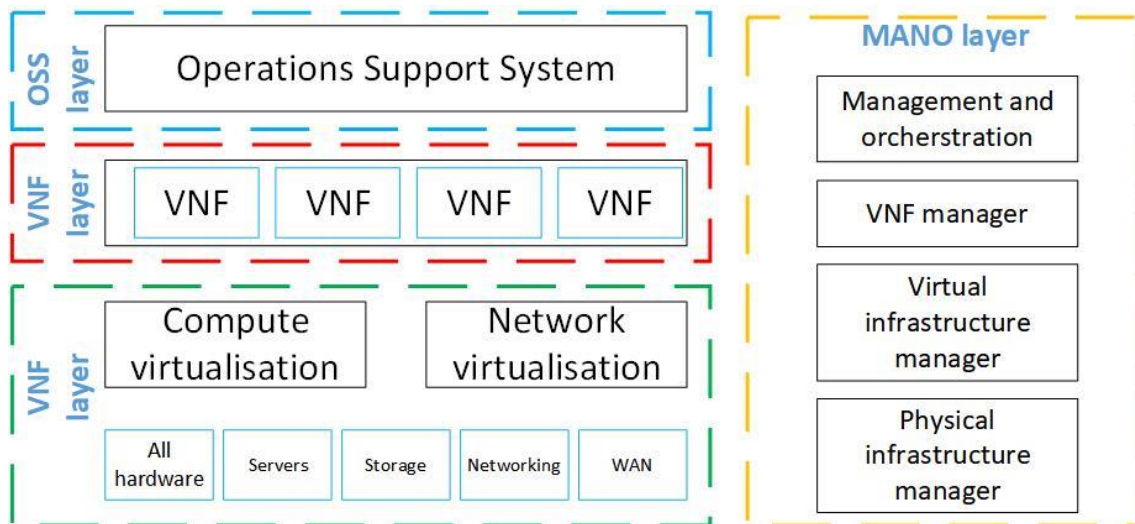 OSS
layer
Operations Support System
VNF
layer
VNF
VNF
VNF
VNF
VNF
layer
Compute
virtualisation
Network
virtualisation
All
hardware
Servers
Storage
Networking
WAN
MANO layer
Management and
orcherstration
VNF manager
Virtual
infrastructure
manager
Physical
infrastructure
manager